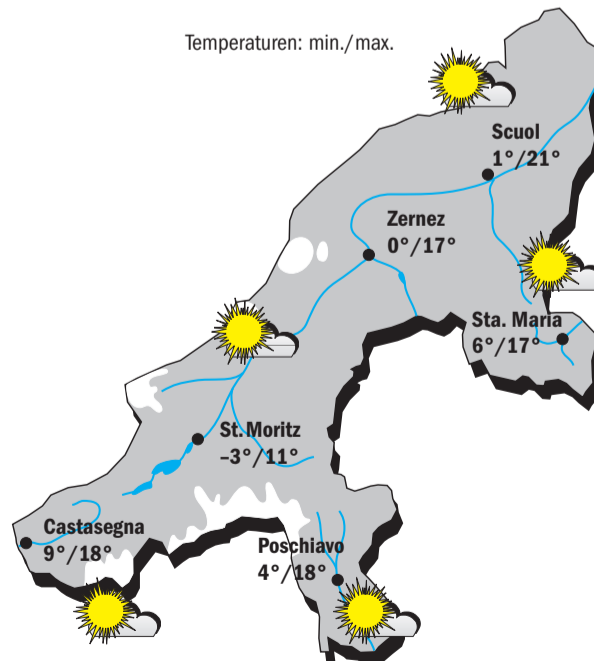 Temperaturen: min./max.
Scuol
1°/21°
Zernez
0°/17°
Sta. Maria
6°/17°
St. Moritz
–3°/11°
Castasegna
9°/18°
Poschiavo
4°/18°